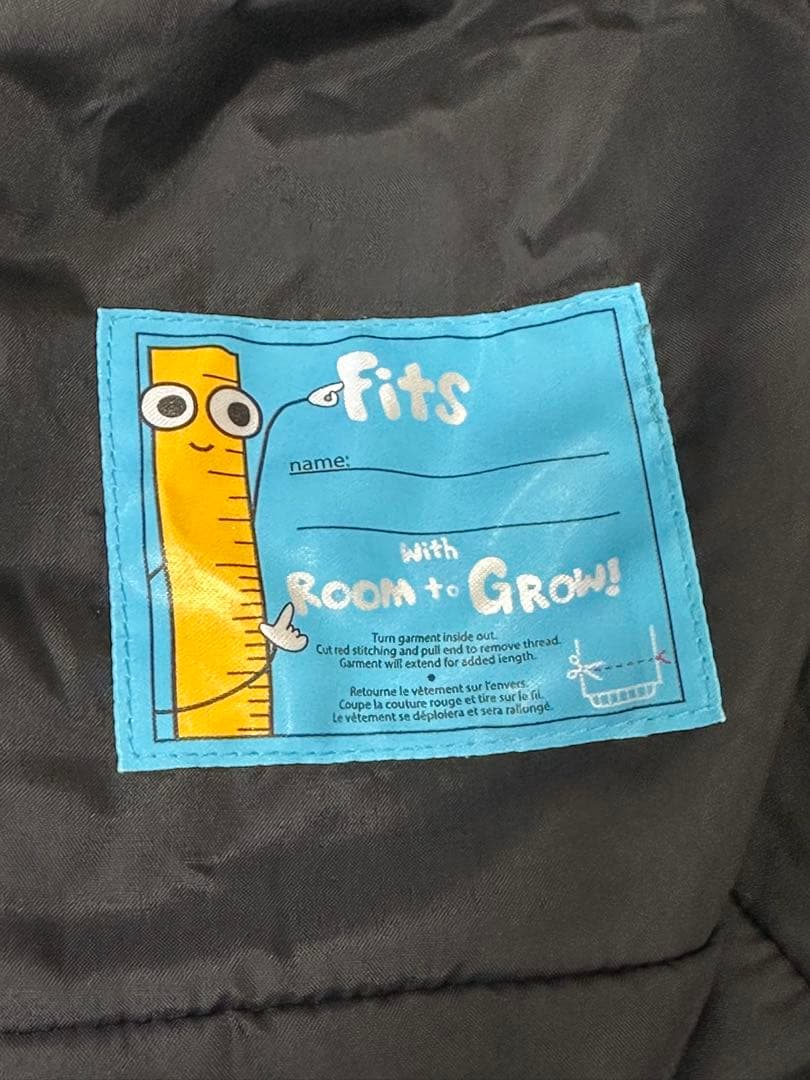 fits
name:
with
ROOM to GROW!
Turn garment inside out.
Cut red stitching and pull end to remove thread.
Garment will extend for added length.
•
Retourne le vêtement sur l'envers.
Coupe la couture rouge et tire sur le fil.
Le vêtement se déploiera et sera rallongé.